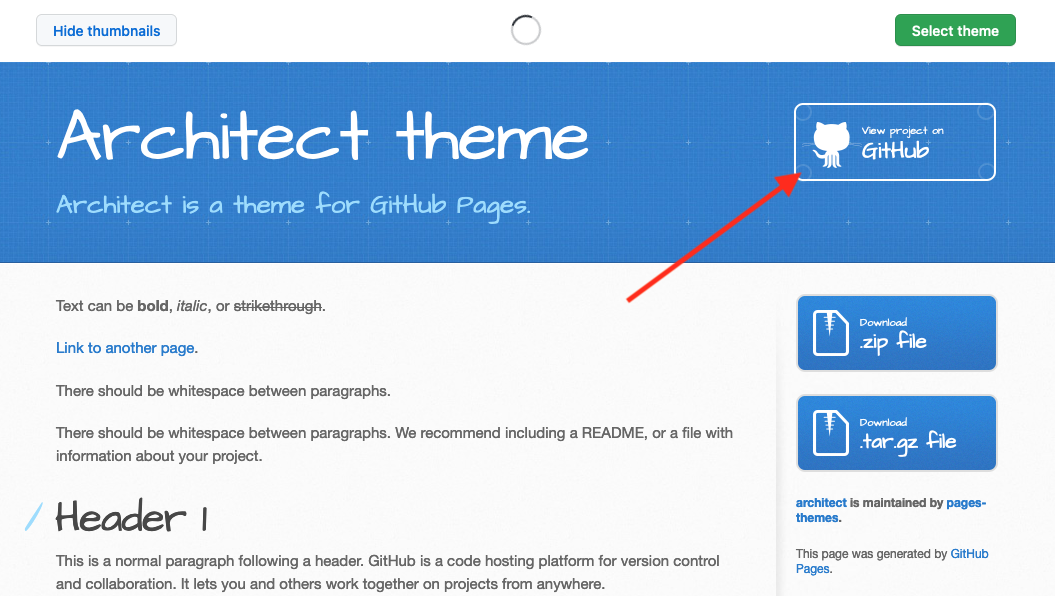 Hide thumbnails
Select theme
Architect theme
Architect is a theme for GitHub Pages.
View project on
GitHub
Text can be bold, italic, or strikethrough.
Link to another page.
There should be whitespace between paragraphs.
There should be whitespace between paragraphs. We recommend including a README, or a file with
information about your project.
Header 1
This is a normal paragraph following a header. GitHub is a code hosting platform for version control
and collaboration. It lets you and others work together on projects from anywhere.
Download
.zip file
Download
.tar.gz file
architect is maintained by pages-
themes.
This page was generated by GitHub
Pages.